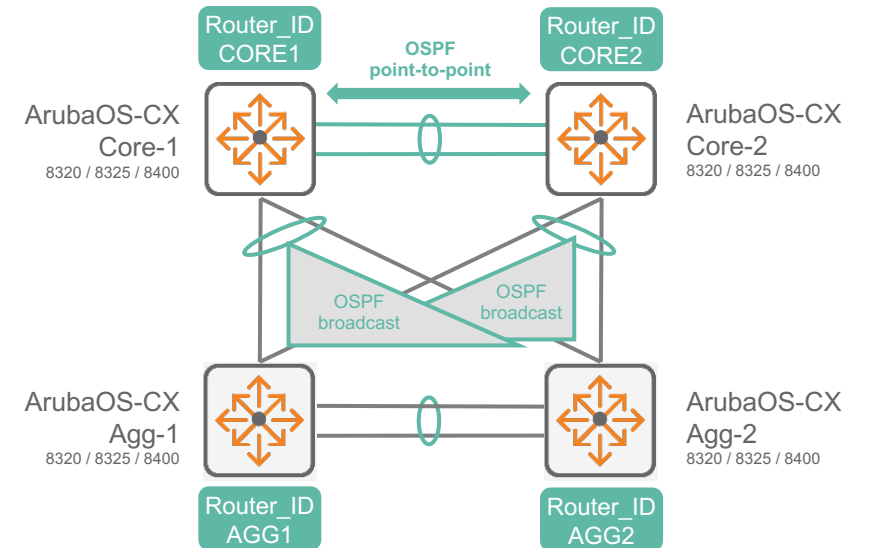 Router_ID
CORE1
Router_ID
CORE2
OSPF
point-to-point
ArubaOS-CX
Core-1
8320 / 8325 / 8400
ArubaOS-CX
Core-2
8320 / 8325 / 8400
OSPF
broadcast
OSPF
broadcast
ArubaOS-CX
Agg-1
8320 / 8325 / 8400
ArubaOS-CX
Agg-2
8320 / 8325 / 8400
Router_ID
AGG1
Router_ID
AGG2